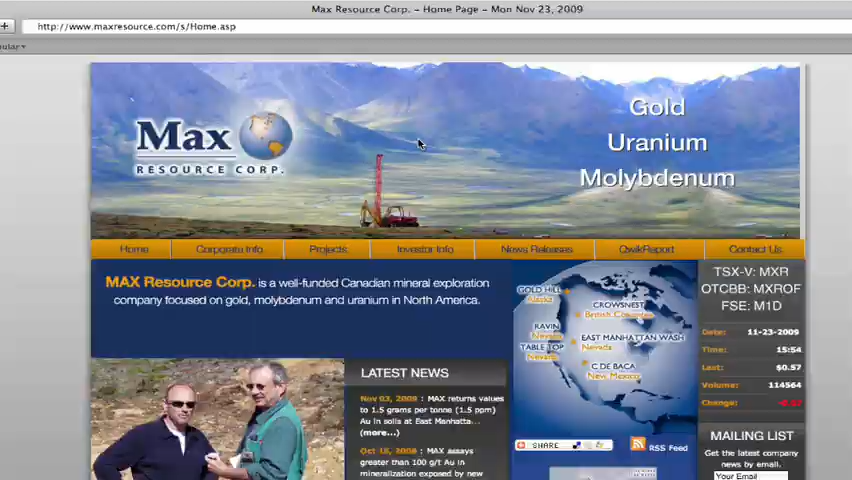 Max Resource Corp. – Home Page – Mon Nov 23, 2009
http://www.maxresource.com/s/Home.asp
ular
Max
RESOURCE CORP.
Gold
Uranium
Molybdenum
Home
Corporate Info
Projects
Investor Info
News Releases
QwikReport
Contact Us
MAX Resource Corp. is a well-funded Canadian mineral exploration
company focused on gold, molybdenum and uranium in North America.
GOLD HILL
Alaska
CROWSNEST
British Columbia
RAVIN
Nevada
EAST MANHATTAN WASH
Nevada
TABLE TOP
Nevada
C DE BACA
New Mexico
SHARE
RSS Feed
TSX-V: MXR
OTCBB: MXROF
FSE: M1D
Date: 11-23-2009
Time: 15:54
Last: $0.57
Volume: 114564
Change:
MAILING LIST
Get the latest company
news by email.
Your Email
LATEST NEWS
Nov 03, 2009 : MAX returns values
to 1.5 grams per tonne (1.5 ppm)
Au in soils at East Manhatta...
(more...)
: MAX assays
greater than 100 g/t Au in
mineralization exposed by new